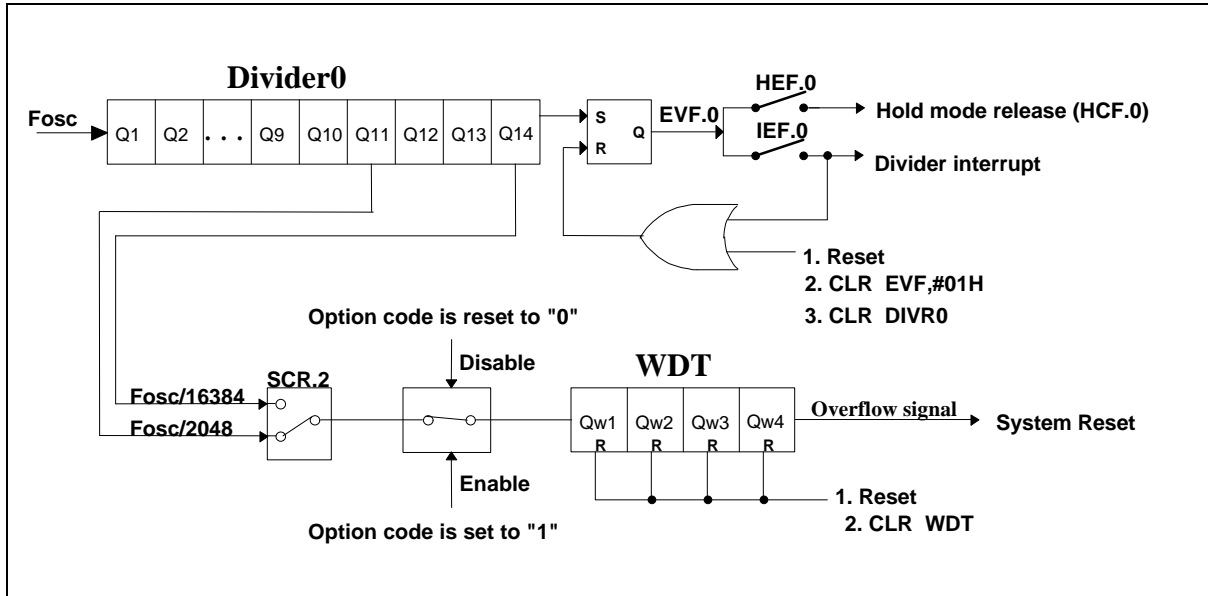 Divider0
Fosc
Q1 Q2 . . . Q9 Q10 Q11 Q12 Q13 Q14
S
R
Q
EVF.0
HEF.0
Hold mode release (HCF.0)
IEF.0
Divider interrupt
1. Reset
2. CLR EVF,#01H
3. CLR DIVR0
Option code is reset to "0"
Disable
SCR.2
Fosc/16384
Fosc/2048
Enable
Option code is set to "1"
WDT
Qw1 Qw2 Qw3 Qw4
R R R R
Overflow signal
System Reset
1. Reset
2. CLR WDT